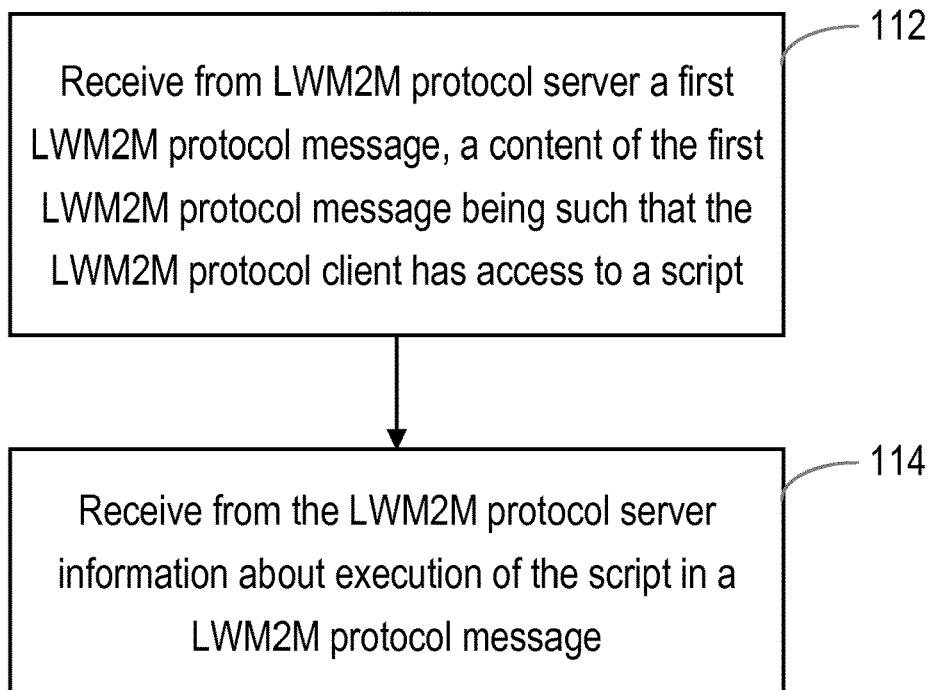 112
Receive from LWM2M protocol server a first
LWM2M protocol message, a content of the first
LWM2M protocol message being such that the
LWM2M protocol client has access to a script
114
Receive from the LWM2M protocol server
information about execution of the script in a
LWM2M protocol message